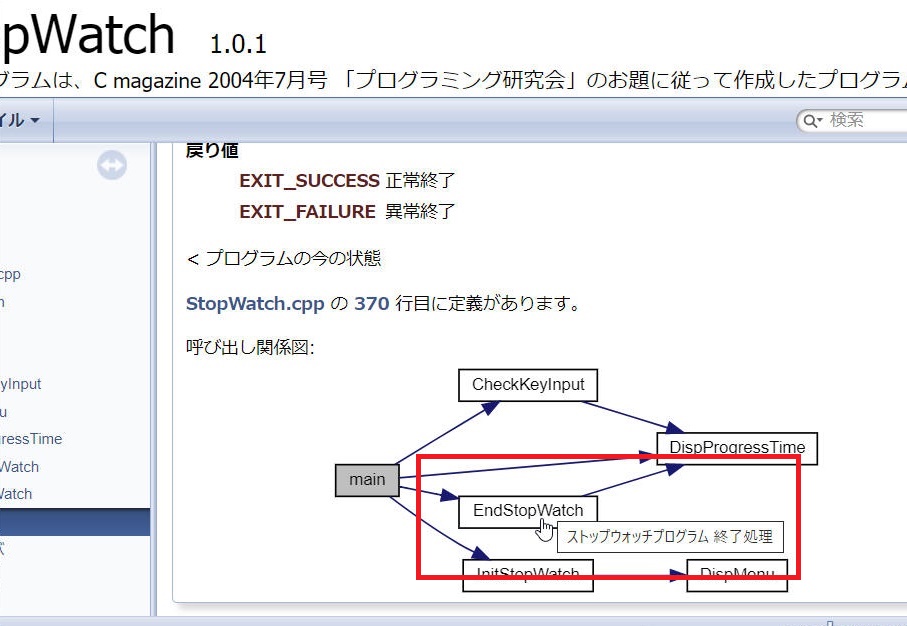 pWatch 1.0.1
グラムは、C magazine 2004年7月号 「プログラミング研究会」のお題に従って作成したプログラム
イル
検索
戻り値
EXIT_SUCCESS 正常終了
EXIT_FAILURE 異常終了
< プログラムの今の状態
StopWatch.cpp の 370 行目に定義があります。
呼び出し関係図:
cpp
n
yInput
u
ressTime
Watch
Watch
CheckKeyInput
DispProgressTime
main
EndStopWatch
ストップウォッチプログラム 終了処理
InitStopWatch
DispMenu